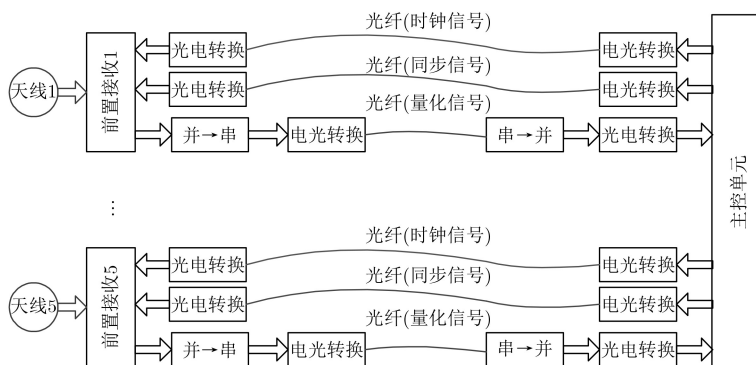 光纤(时钟信号)
光电转换
电光转换
光纤(同步信号)
天线1
前置接收1
光电转换
电光转换
光纤(量化信号)
并→串
电光转换
串→并
光电转换
主控单元
...
光纤(时钟信号)
光电转换
电光转换
光纤(同步信号)
天线5
前置接收5
光电转换
电光转换
光纤(量化信号)
并→串
电光转换
串→并
光电转换